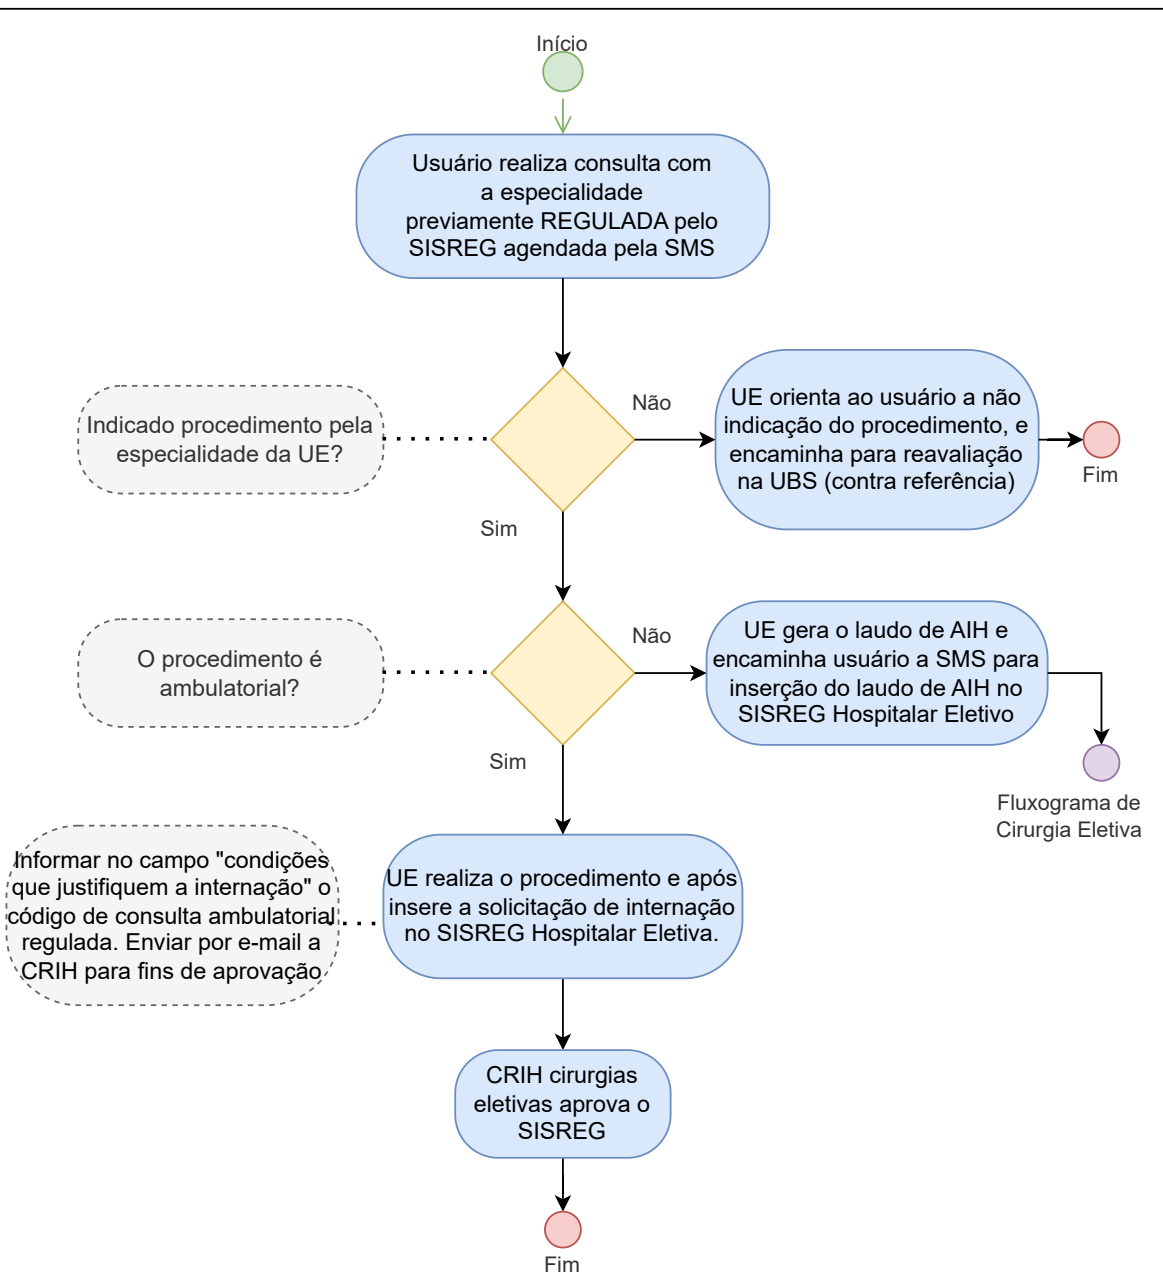 Início
Usuário realiza consulta com
a especialidade
previamente REGULADA pelo
SISREG agendada pela SMS
Indicado procedimento pela
especialidade da UE?
Não
UE orienta ao usuário a não
indicação do procedimento, e
encaminha para reavaliação
na UBS (contra referência)
Fim
Sim
O procedimento é
ambulatorial?
Não
UE gera o laudo de AIH e
encaminha usuário a SMS para
inserção do laudo de AIH no
SISREG Hospitalar Eletivo
Fluxograma de
Cirurgia Eletiva
Sim
Informar no campo "condições
que justifiquem a internação" o
código de consulta ambulatorial
regulada. Enviar por e-mail a
CRIH para fins de aprovação
UE realiza o procedimento e após
insere a solicitação de internação
no SISREG Hospitalar Eletiva.
CRIH cirurgias
eletivas aprova o
SISREG
Fim